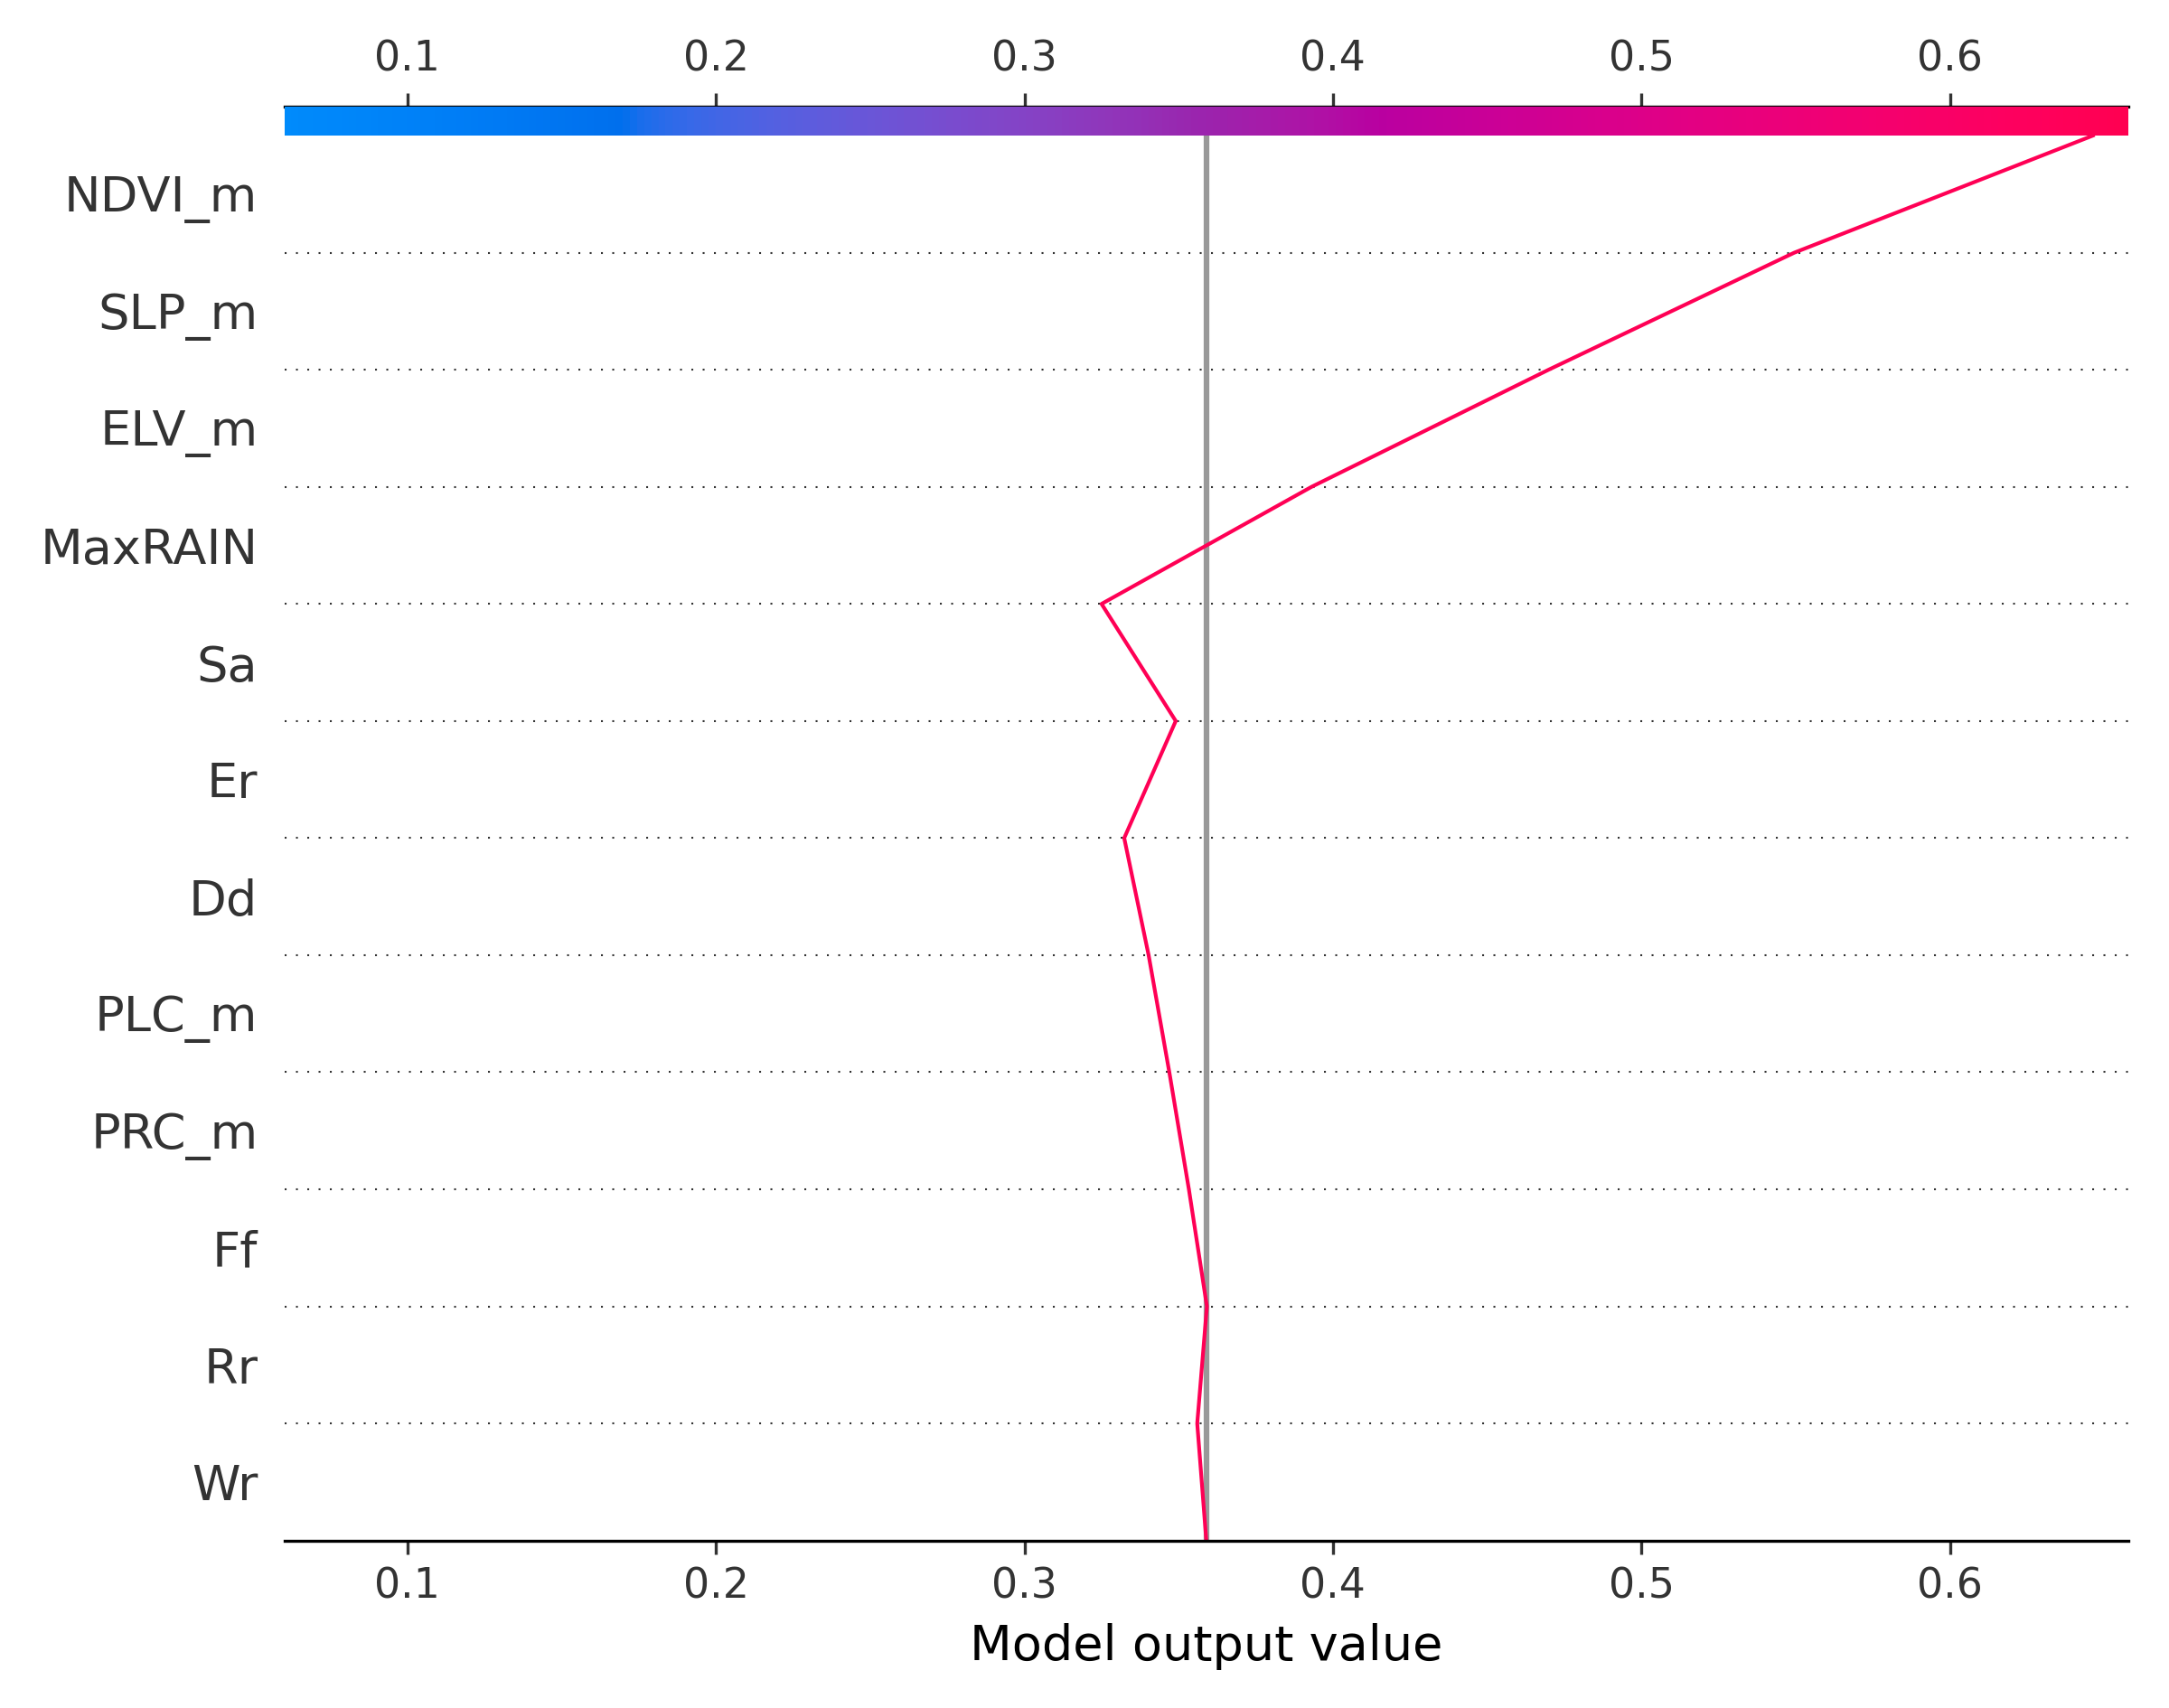 0.1 0.2 0.3 0.4 0.5 0.6
NDVI_m
SLP_m
ELV_m
MaxRAIN
Sa
Er
Dd
PLC_m
PRC_m
Ff
Rr
Wr
0.1 0.2 0.3 0.4 0.5 0.6
Model output value